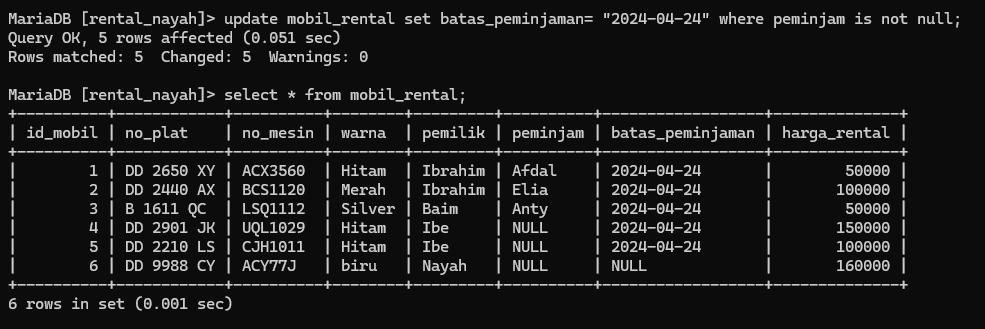 MariaDB [rental_nayah]> update mobil_rental set batas_peminjaman= "2024-04-24" where peminjam is not null;
Query OK, 5 rows affected (0.051 sec)
Rows matched: 5  Changed: 5  Warnings: 0
MariaDB [rental_nayah]> select * from mobil_rental;
+----------+------------+----------+--------+---------+----------+------------------+--------------+
| id_mobil | no_plat    | no_mesin | warna  | pemilik | peminjam | batas_peminjaman | harga_rental |
+----------+------------+----------+--------+---------+----------+------------------+--------------+
|        1 | DD 2650 XY | ACX3560  | Hitam  | Ibrahim | Afdal    | 2024-04-24       |        50000 |
|        2 | DD 2440 AX | BCS1120  | Merah  | Ibrahim | Elia     | 2024-04-24       |       100000 |
|        3 | B 1611 QC  | LSQ1112  | Silver | Baim    | Anty     | 2024-04-24       |        50000 |
|        4 | DD 2901 JK | UQL1029  | Hitam  | Ibe     | NULL     | 2024-04-24       |       150000 |
|        5 | DD 2210 LS | CJH1011  | Hitam  | Ibe     | NULL     | 2024-04-24       |       100000 |
|        6 | DD 9988 CY | ACY77J   | biru   | Nayah   | NULL     | NULL             |       160000 |
+----------+------------+----------+--------+---------+----------+------------------+--------------+
6 rows in set (0.001 sec)